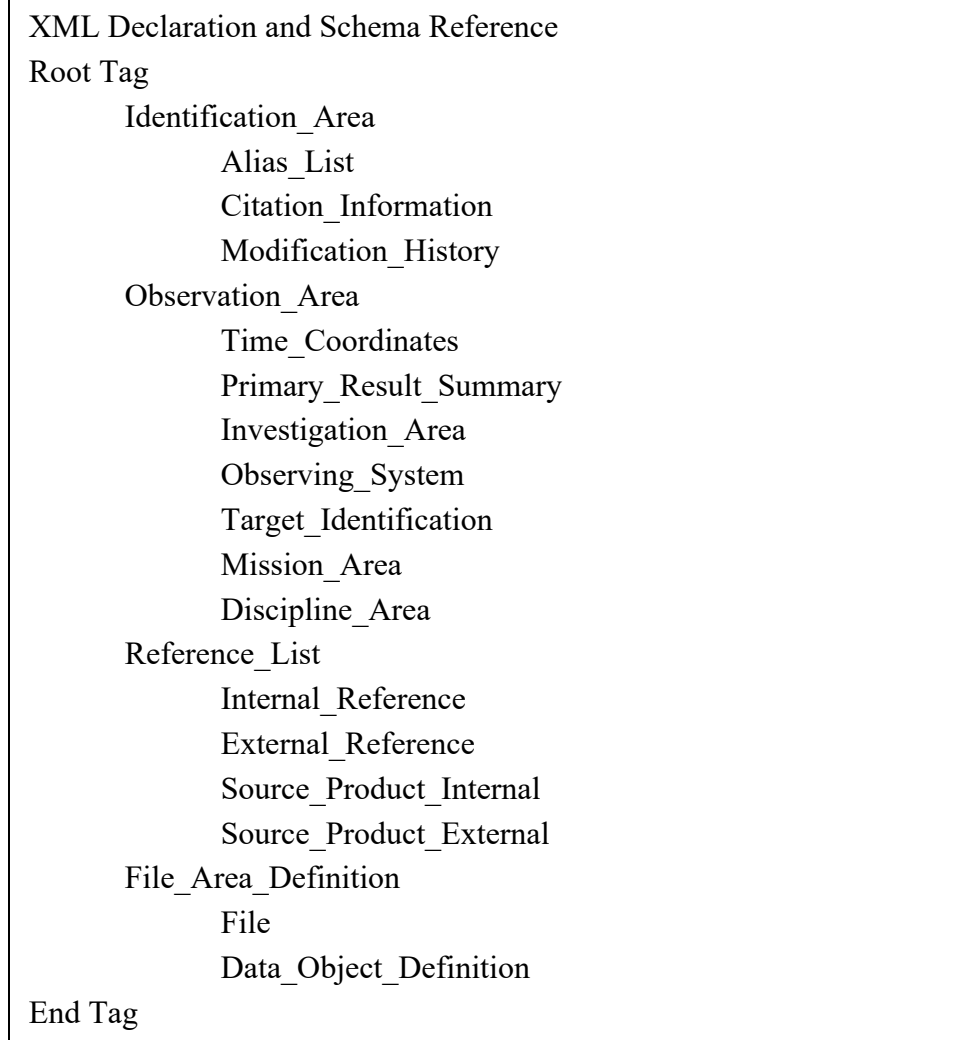 XML Declaration and Schema Reference
Root Tag
Identification_Area
Alias_List
Citation_Information
Modification_History
Observation_Area
Time_Coordinates
Primary_Result_Summary
Investigation_Area
Observing_System
Target_Identification
Mission_Area
Discipline_Area
Reference_List
Internal_Reference
External_Reference
Source_Product_Internal
Source_Product_External
File_Area_Definition
File
Data_Object_Definition
End Tag